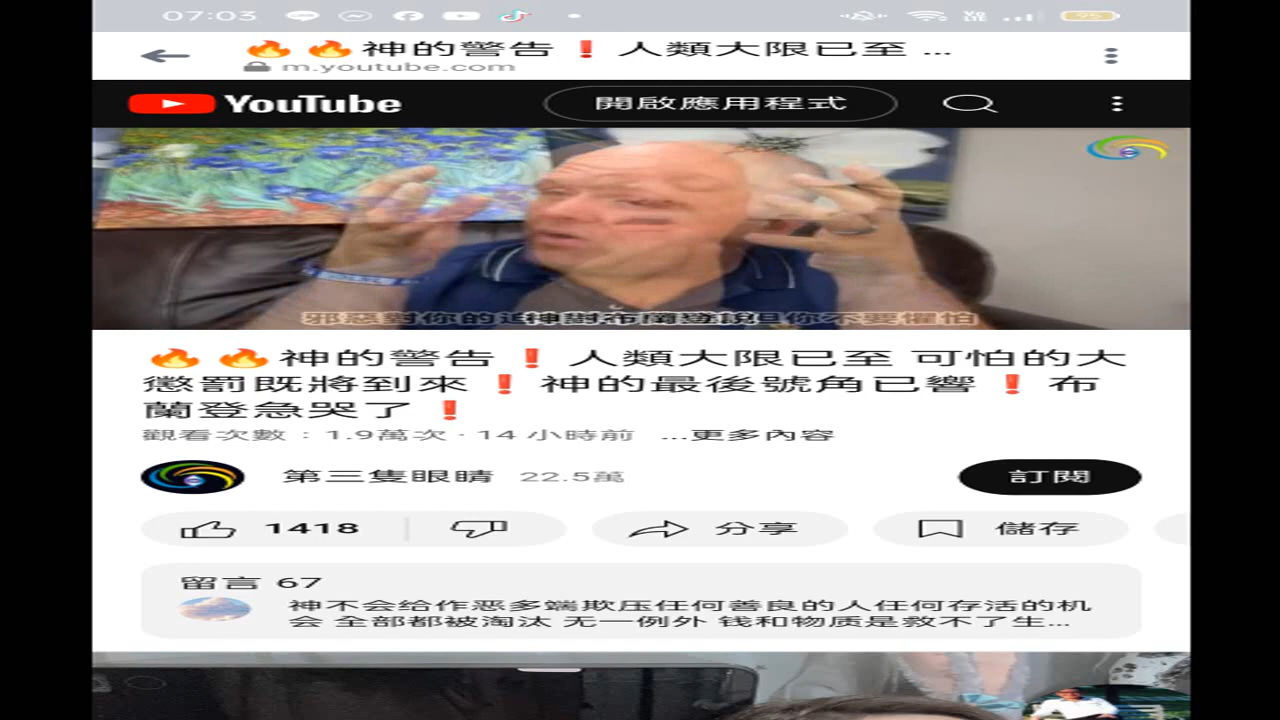 07:03
95
🔥🔥神的警告❗人類大限已至 ...
m.youtube.com
YouTube
開啟應用程式
🔥🔥神的警告❗人類大限已至 可怕的大
懲罰既將到來❗神的最後號角已響❗布
蘭登急哭了❗
觀看次數：1.9萬次 · 14 小時前 ...更多內容
第三隻眼睛 22.5萬
訂閱
1418
分享
儲存
留言 67
神不会给作恶多端欺压任何善良的人任何存活的机
会 全部都被淘汰 无一例外 钱和物质是救不了生...